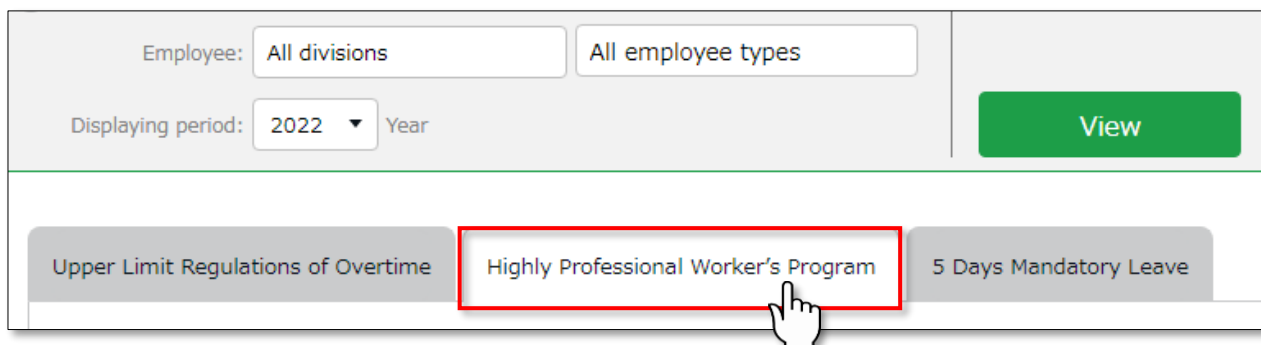 Employee: All divisions All employee types
Displaying period: 2022 Year
View
Upper Limit Regulations of Overtime Highly Professional Worker's Program 5 Days Mandatory Leave